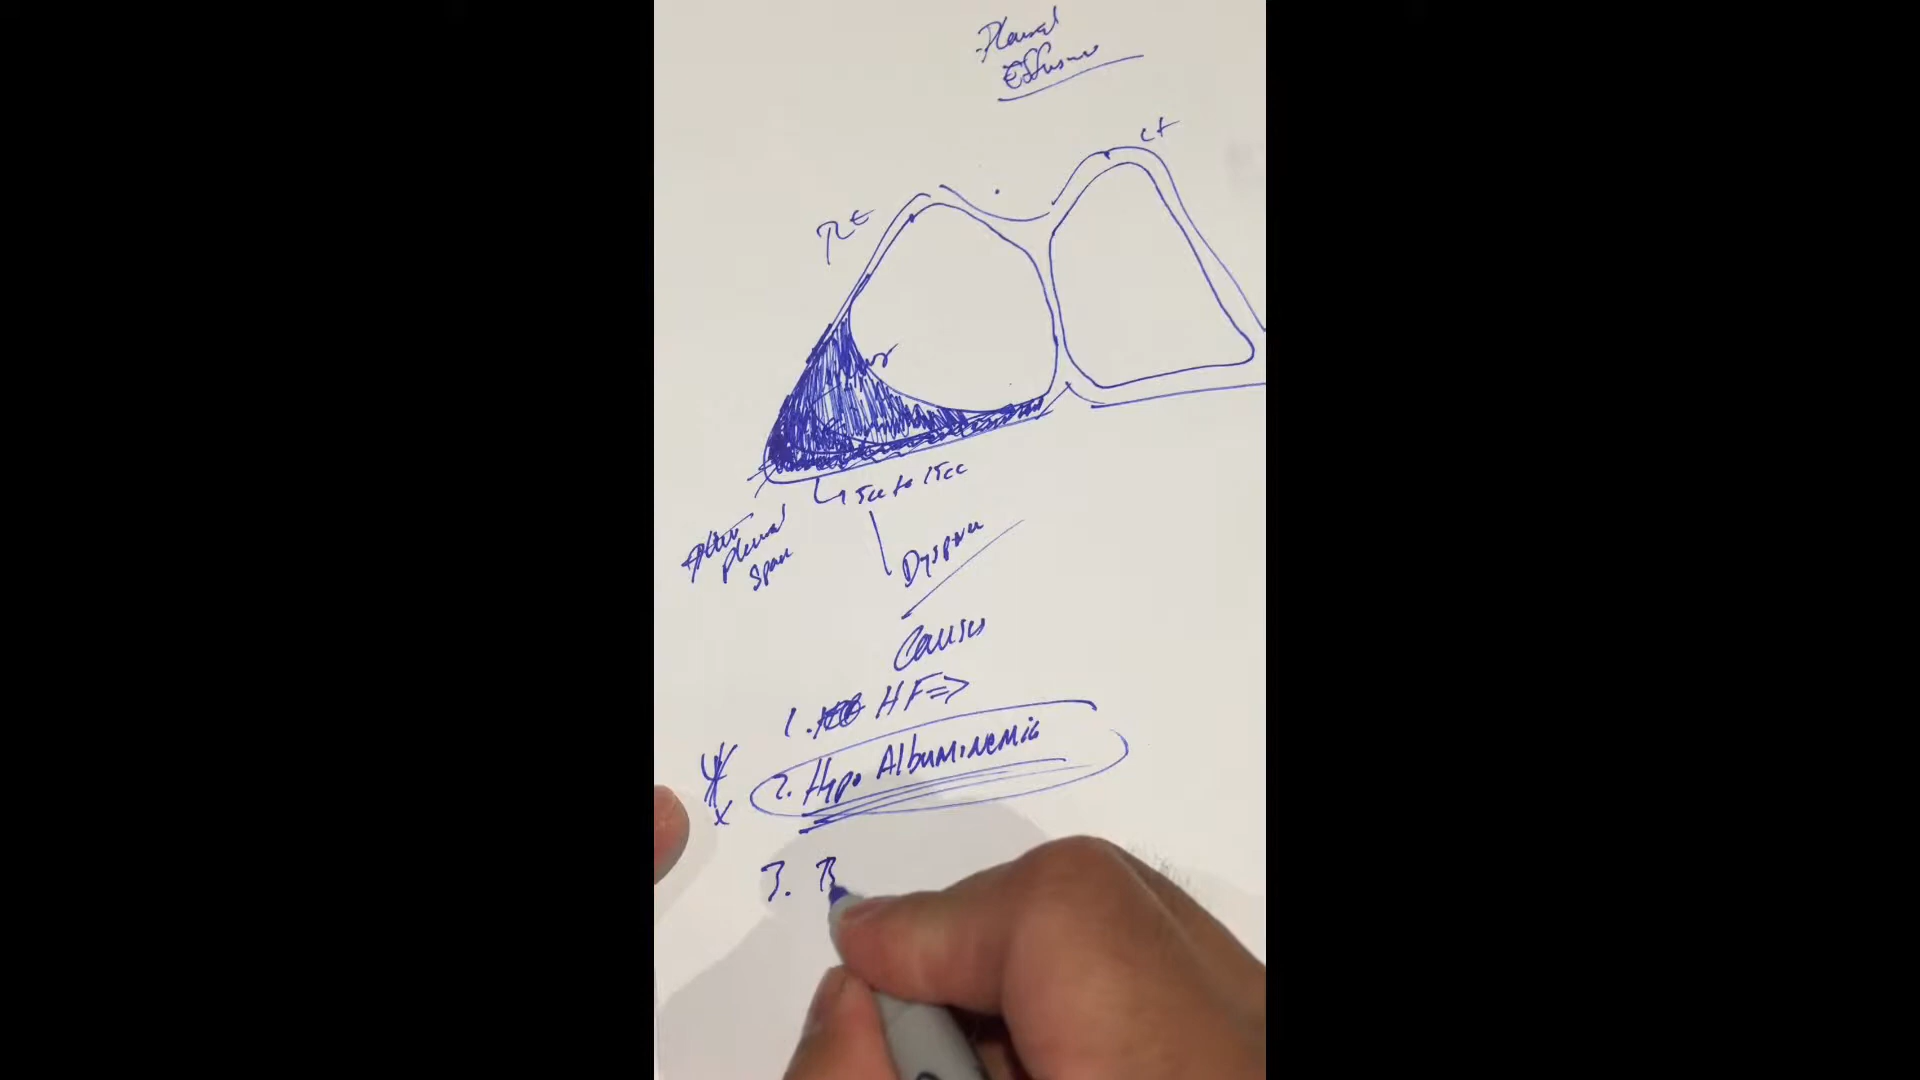 Pleural
Effusion
Rt
Lt
5cc to 15cc
Pleural
Space
Dyspnea
Causes
1. HF =>
2. Hypo Albuminemia
3. P